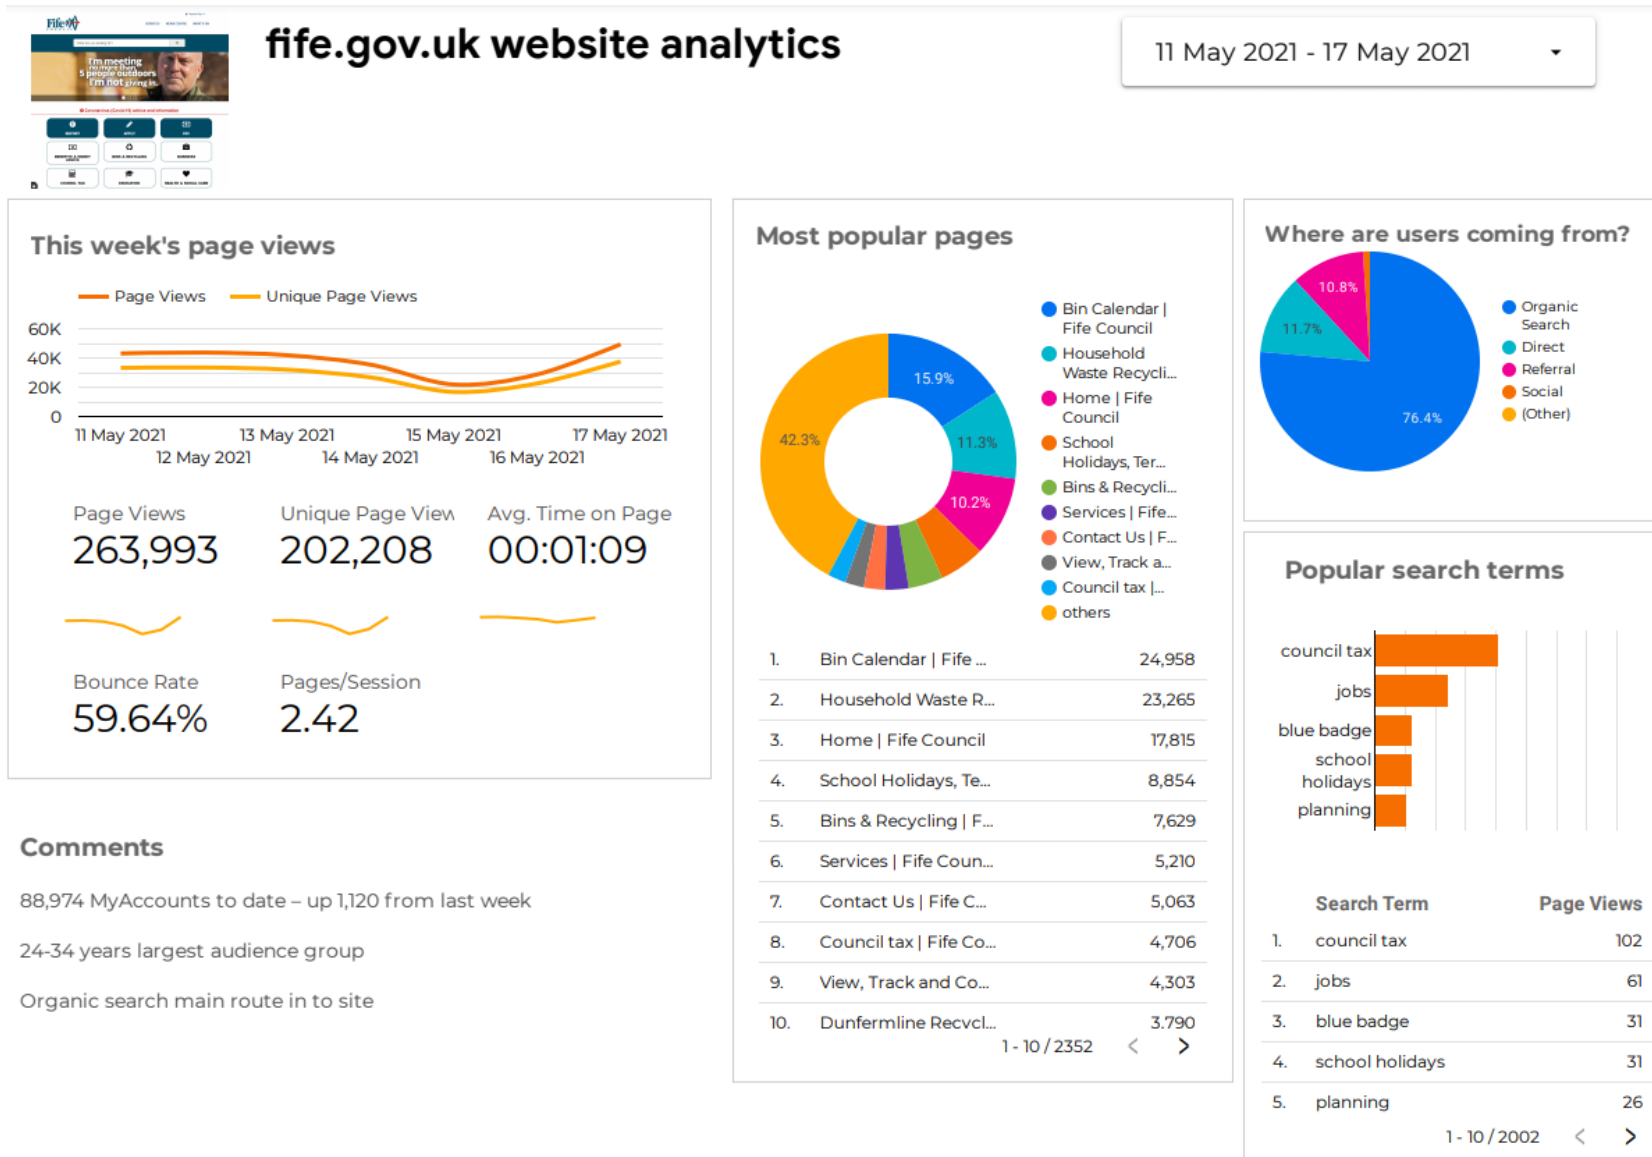 Fife
fife.gov.uk website analytics
11 May 2021 - 17 May 2021
I'm meeting
no more than
5 people outdoors
I'm not giving in.
This week's page views
Page Views
Unique Page Views
60K
40K
20K
0
11 May 2021
13 May 2021
15 May 2021
17 May 2021
12 May 2021
14 May 2021
16 May 2021
Page Views
Unique Page View
Avg. Time on Page
263,993
202,208
00:01:09
Bounce Rate
Pages/Session
59.64%
2.42
Comments
88,974 MyAccounts to date – up 1,120 from last week
24-34 years largest audience group
Organic search main route in to site
Most popular pages
15.9%
11.3%
10.2%
42.3%
Bin Calendar |
Fife Council
Household
Waste Recycli...
Home | Fife
Council
School
Holidays, Ter...
Bins & Recycli...
Services | Fife...
Contact Us | F...
View, Track a...
Council tax |...
others
1. Bin Calendar | Fife ... 24,958
2. Household Waste R... 23,265
3. Home | Fife Council 17,815
4. School Holidays, Te... 8,854
5. Bins & Recycling | F... 7,629
6. Services | Fife Coun... 5,210
7. Contact Us | Fife C... 5,063
8. Council tax | Fife Co... 4,706
9. View, Track and Co... 4,303
10. Dunfermline Recycl... 3,790
1 - 10 / 2352
Where are users coming from?
10.8%
11.7%
76.4%
Organic
Search
Direct
Referral
Social
(Other)
Popular search terms
council tax
jobs
blue badge
school
holidays
planning
Search Term Page Views
1. council tax 102
2. jobs 61
3. blue badge 31
4. school holidays 31
5. planning 26
1 - 10 / 2002